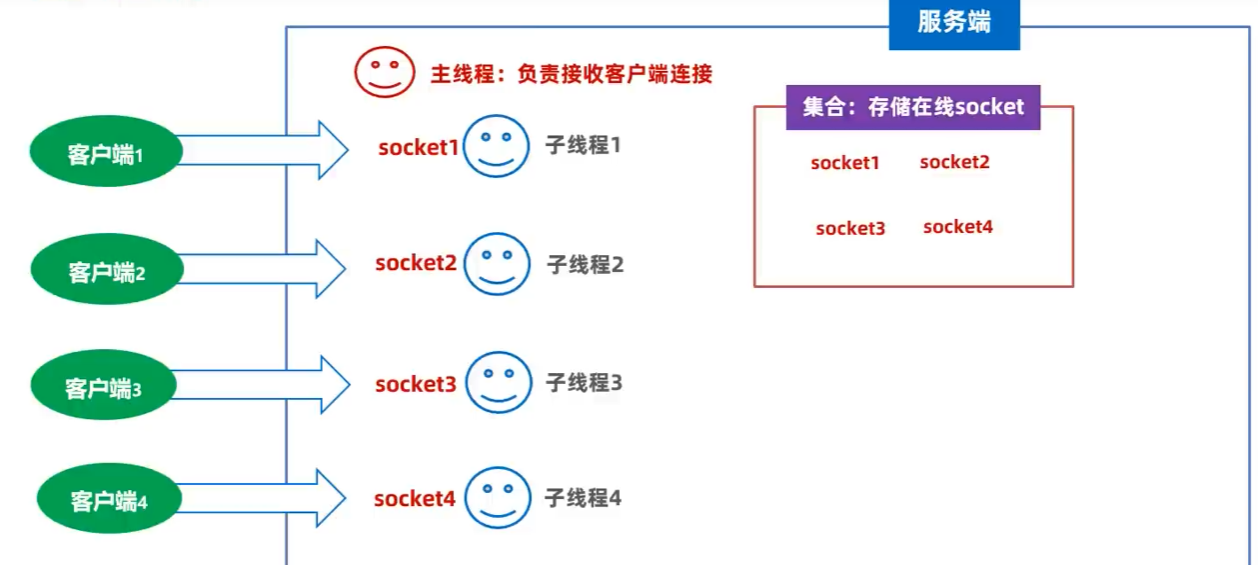 服务端
主线程：负责接收客户端连接
集合：存储在线socket
客户端1
socket1
子线程1
socket1
socket2
客户端2
socket2
子线程2
socket3
socket4
客户端3
socket3
子线程3
客户端4
socket4
子线程4